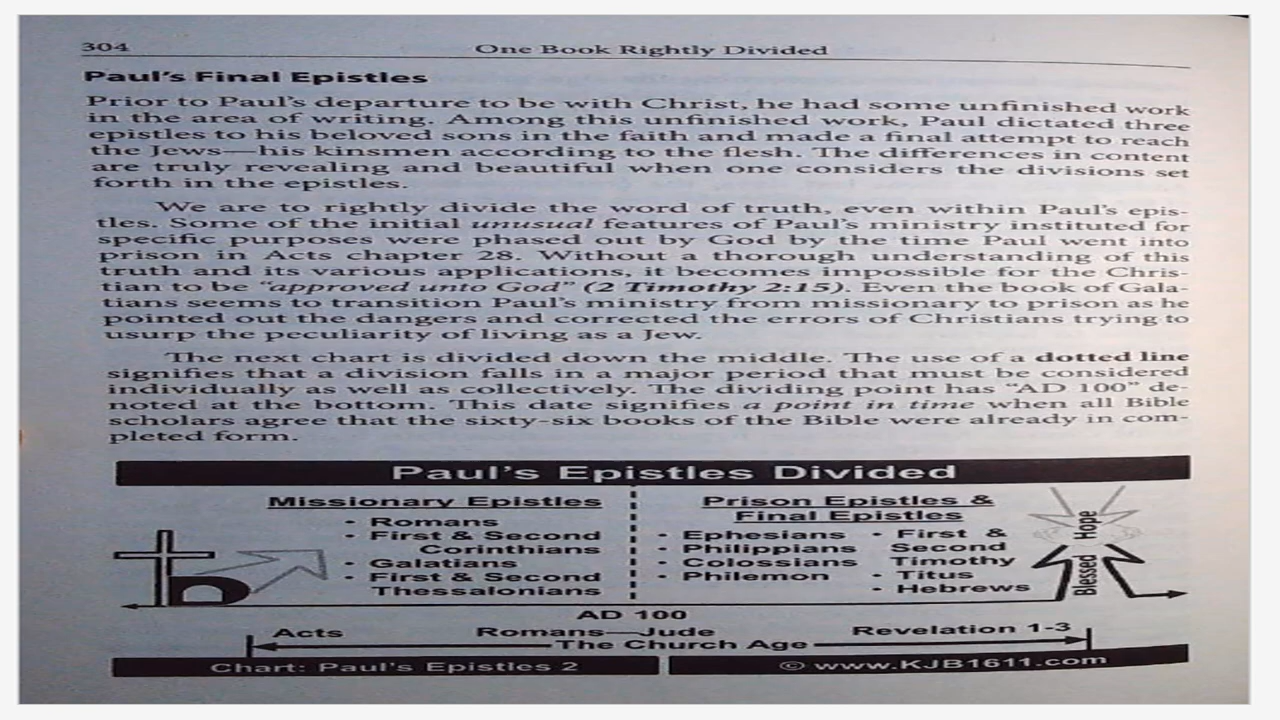 304
One Book Rightly Divided
Paul's Final Epistles
Prior to Paul's departure to be with Christ, he had some unfinished work
in the area of writing. Among this unfinished work, Paul dictated three
epistles to his beloved sons in the faith and made a final attempt to reach
the Jews—his kinsmen according to the flesh. The differences in content
are truly revealing and beautiful when one considers the divisions set
forth in the epistles.
We are to rightly divide the word of truth, even within Paul's epis-
tles. Some of the initial unusual features of Paul's ministry instituted for
specific purposes were phased out by God by the time Paul went into
prison in Acts chapter 28. Without a thorough understanding of this
truth and its various applications, it becomes impossible for the Chris-
tian to be "approved unto God" (2 Timothy 2:15). Even the book of Gala-
tians seems to transition Paul's ministry from missionary to prison as he
pointed out the dangers and corrected the errors of Christians trying to
usurp the peculiarity of living as a Jew.
The next chart is divided down the middle. The use of a dotted line
signifies that a division falls in a major period that must be considered
individually as well as collectively. The dividing point has "AD 100" de-
noted at the bottom. This date signifies a point in time when all Bible
scholars agree that the sixty-six books of the Bible were already in com-
pleted form.
Paul's Epistles Divided
Missionary Epistles
• Romans
• First & Second
Corinthians
• Galatians
• First & Second
Thessalonians
Prison Epistles &
Final Epistles
• Ephesians
• Philippians
• Colossians
• Philemon
• First &
Second
Timothy
• Titus
• Hebrews
Blessed Hope
AD 100
Acts
Romans—Jude
Revelation 1-3
The Church Age
Chart: Paul's Epistles 2
© www.KJB1611.com